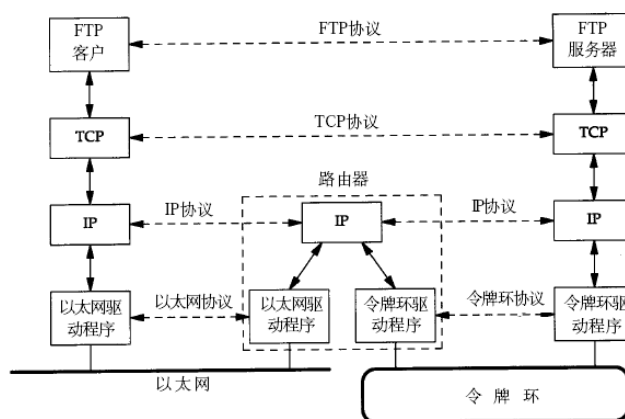 FTP
客户
FTP协议
FTP
服务器
TCP
TCP协议
TCP
路由器
IP
IP协议
IP
IP协议
IP
以太网驱
动程序
以太网协议
以太网驱
动程序
令牌环驱
动程序
令牌环协议
令牌环驱
动程序
以太网
令牌环